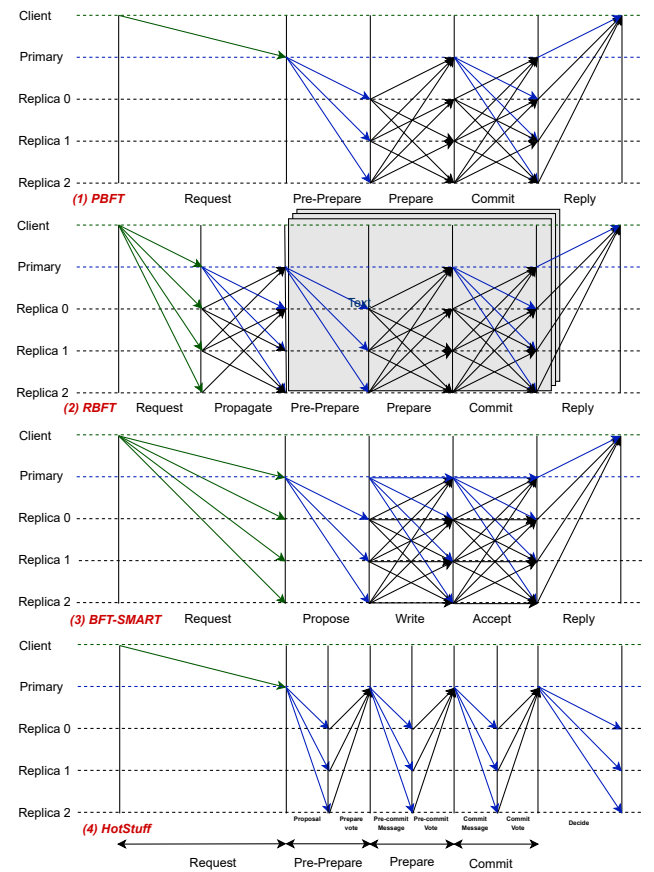 Client
Primary
Replica 0
Replica 1
Replica 2
(1) PBFT Request Pre-Prepare Prepare Commit Reply
Client
Primary
Text
Replica 0
Replica 1
Replica 2
(2) RBFT Request Propagate Pre-Prepare Prepare Commit Reply
Client
Primary
Replica 0
Replica 1
Replica 2
(3) BFT-SMART Request Propose Write Accept Reply
Client
Primary
Replica 0
Replica 1
Replica 2
Proposal Prepare Pre-commit Pre-commit Commit Commit Decide
vote Message Vote Message Vote
(4) HotStuff
Request Pre-Prepare Prepare Commit